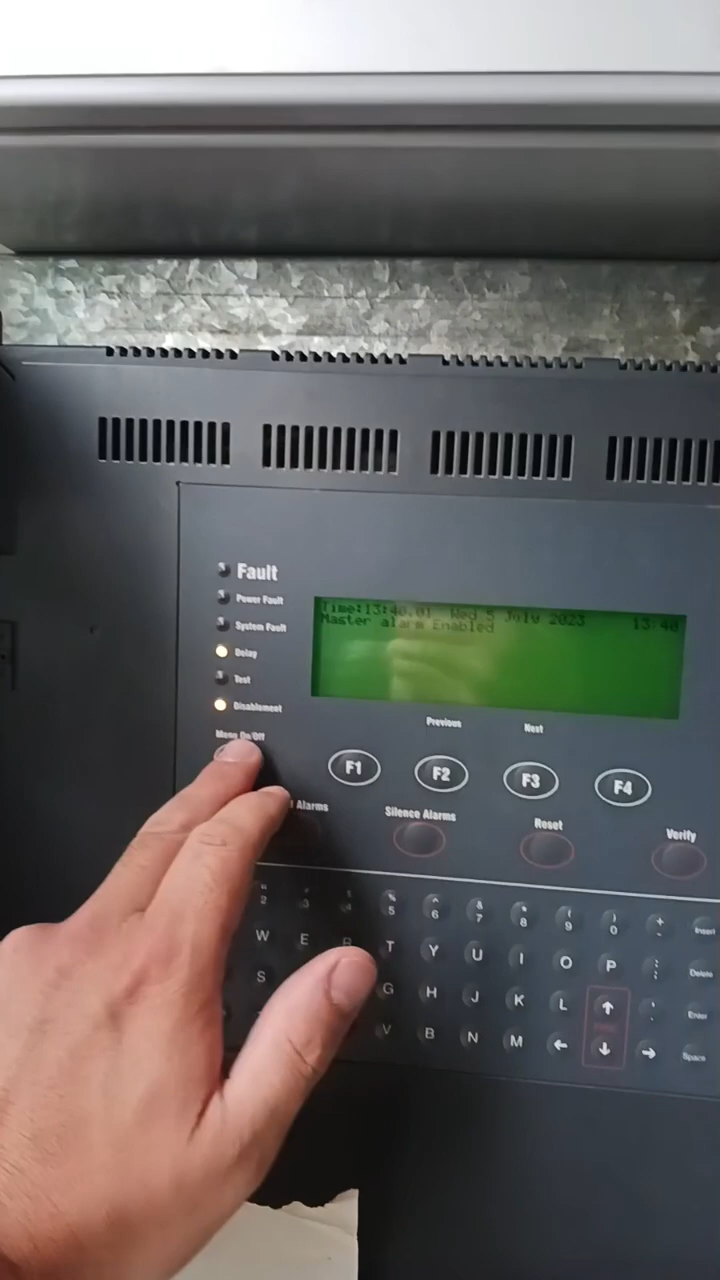 Fault
Power Fault
System Fault
Delay
Test
Disablement
Menu On/Off
Time:13:40.01 Wed 5 July 2023 13:40
Master alarm Enabled
Previous Next
F1 F2 F3 F4
Alarms Silence Alarms Reset Verify
2 3 4 % 5 ^ 6 & 7 * 8 ( 9 ) 0 + - Insert
W E R T Y U I O P : ; Delete
S G H J K L ↑ ' Enter
V B N M ← ↓ → Space